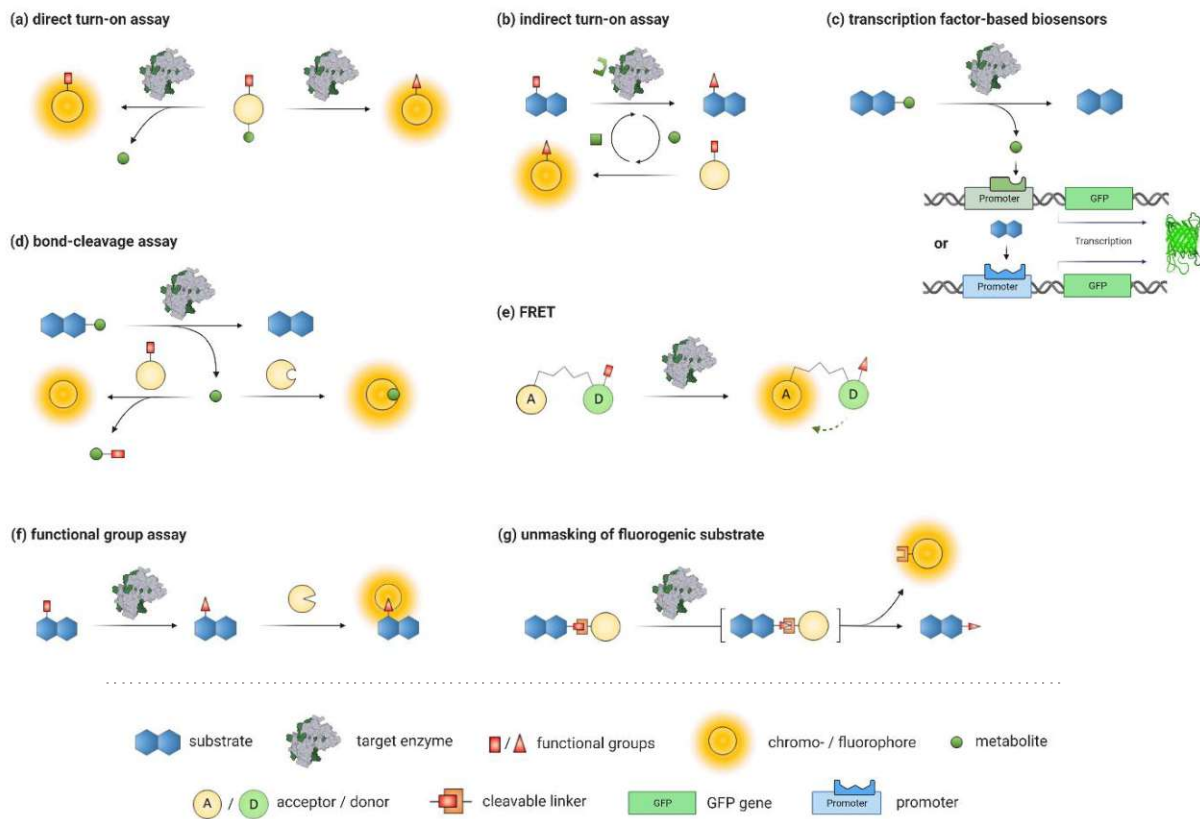 (a) direct turn-on assay
(b) indirect turn-on assay
(c) transcription factor-based biosensors
Promoter
GFP
or
Transcription
Promoter
GFP
(d) bond-cleavage assay
(e) FRET
A
D
A
D
(f) functional group assay
(g) unmasking of fluorogenic substrate
substrate
target enzyme
/
functional groups
chromo- / fluorophore
metabolite
A / D
acceptor / donor
cleavable linker
GFP
GFP gene
Promoter
promoter